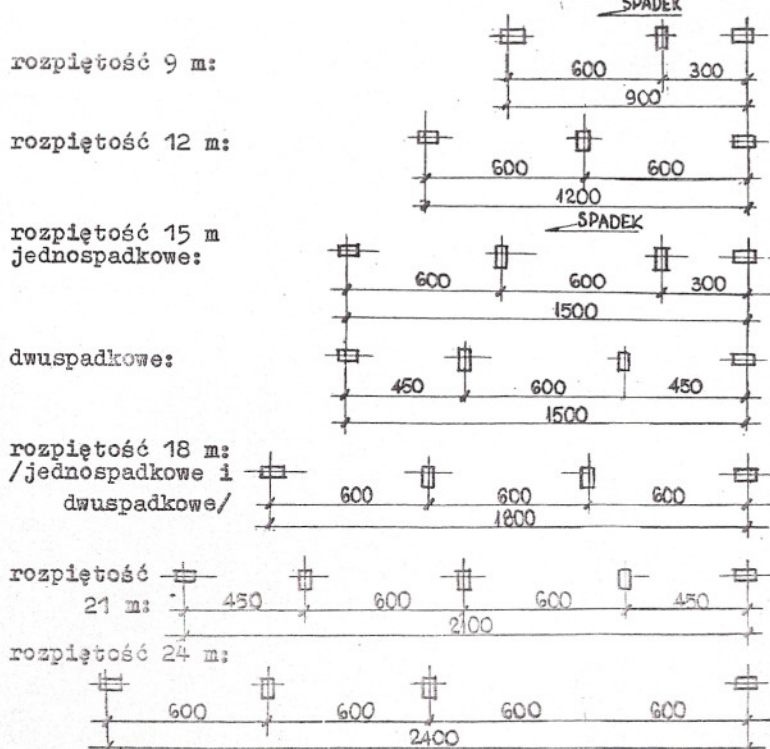 SPADEK
rozpiętość 9 m:
600 300
900
rozpiętość 12 m:
600 600
1200
rozpiętość 15 m
jednospadkowe:
SPADEK
600 600 300
1500
dwuspadkowe:
450 600 450
1500
rozpiętość 18 m:
/jednospadkowe i
dwuspadkowe/
600 600 600
1800
rozpiętość
21 m:
450 600 600 450
2100
rozpiętość 24 m:
600 600 600 600
2400